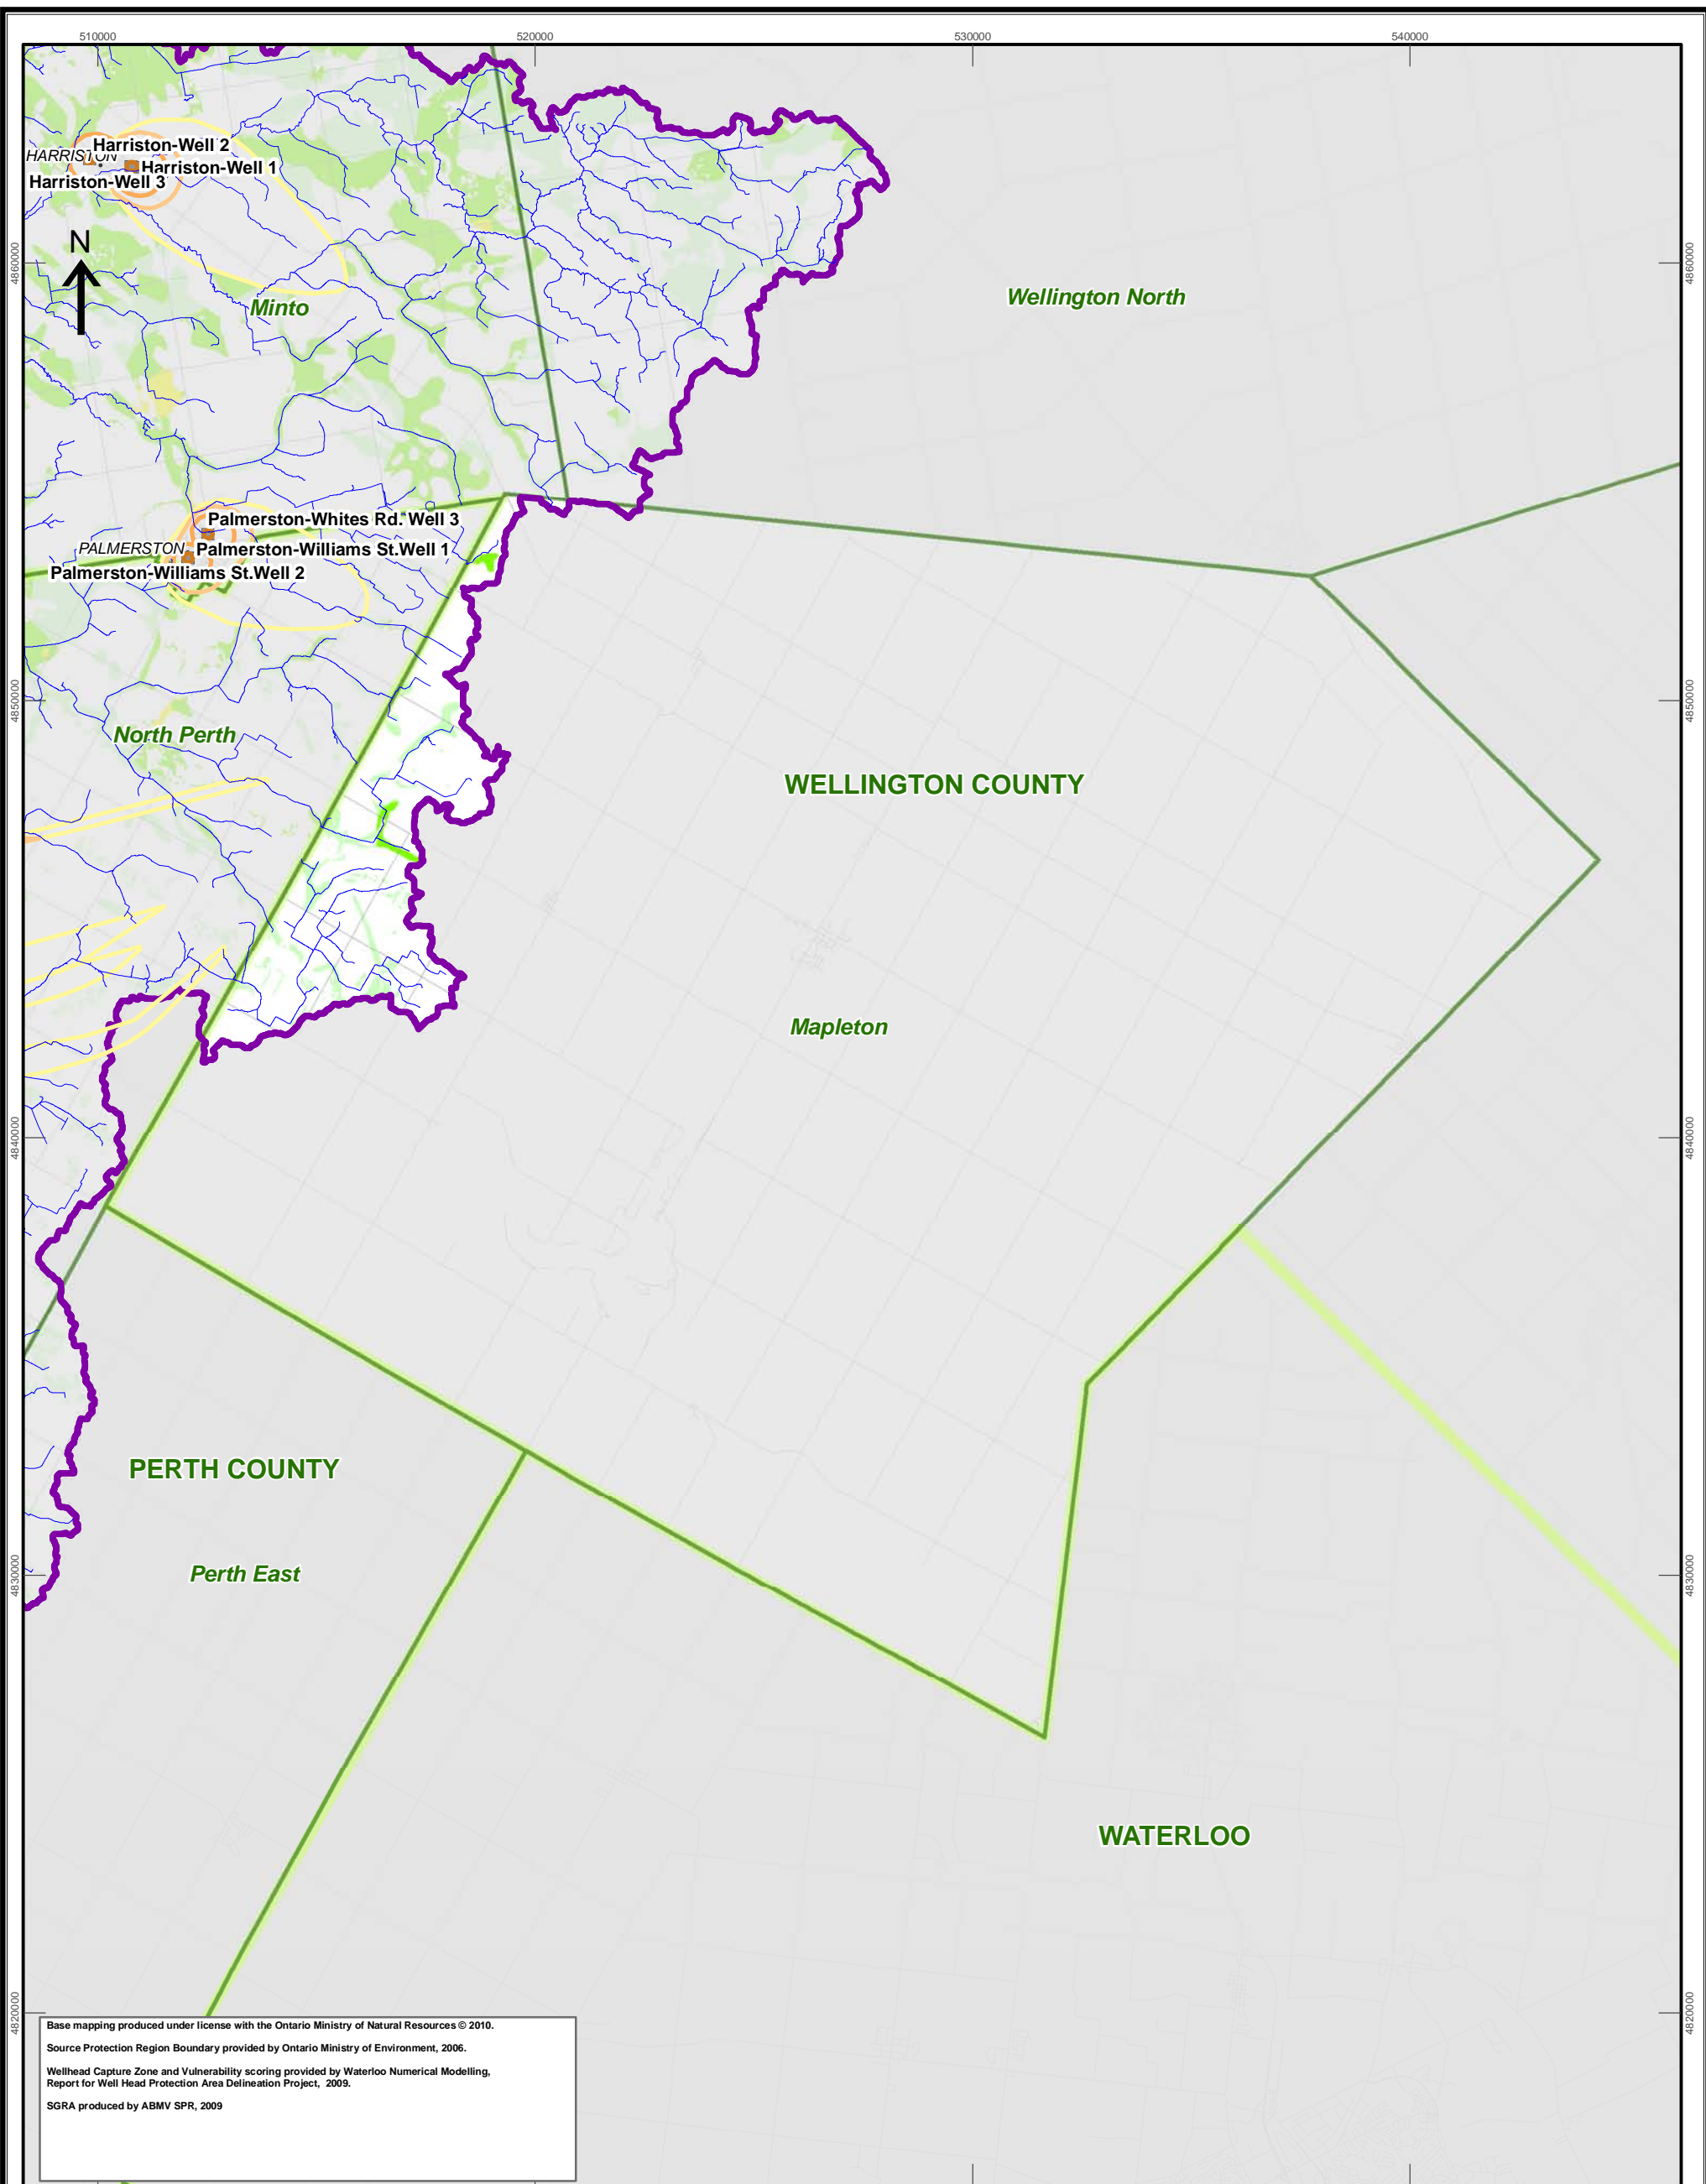 510000
520000
530000
540000
Harriston-Well 2
HARRISTON
Harriston-Well 1
Harriston-Well 3
N
4860000
4860000
Wellington North
Minto
Palmerston-Whites Rd. Well 3
PALMERSTON
Palmerston-Williams St.Well 1
Palmerston-Williams St.Well 2
4850000
4850000
North Perth
WELLINGTON COUNTY
Mapleton
4840000
4840000
PERTH COUNTY
Perth East
4830000
4830000
WATERLOO
4820000
4820000
Base mapping produced under license with the Ontario Ministry of Natural Resources © 2010.
Source Protection Region Boundary provided by Ontario Ministry of Environment, 2006.
Wellhead Capture Zone and Vulnerability scoring provided by Waterloo Numerical Modelling,
Report for Well Head Protection Area Delineation Project, 2009.
SGRA produced by ABMV SPR, 2009